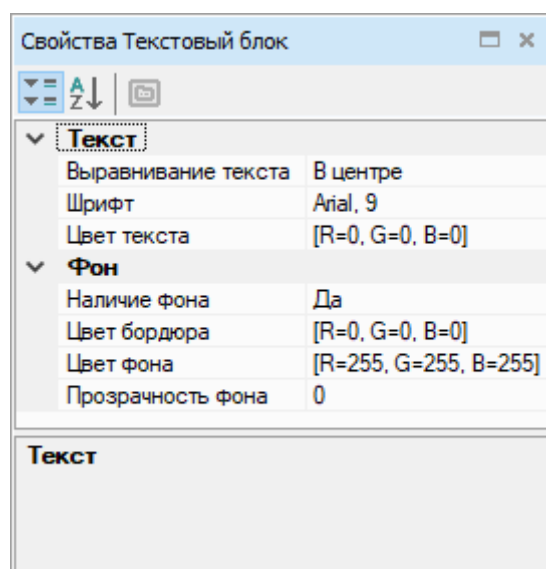 Свойства Текстовый блок
Текст
Выравнивание текста В центре
Шрифт Arial, 9
Цвет текста [R=0, G=0, B=0]
Фон
Наличие фона Да
Цвет бордюра [R=0, G=0, B=0]
Цвет фона [R=255, G=255, B=255]
Прозрачность фона 0
Текст